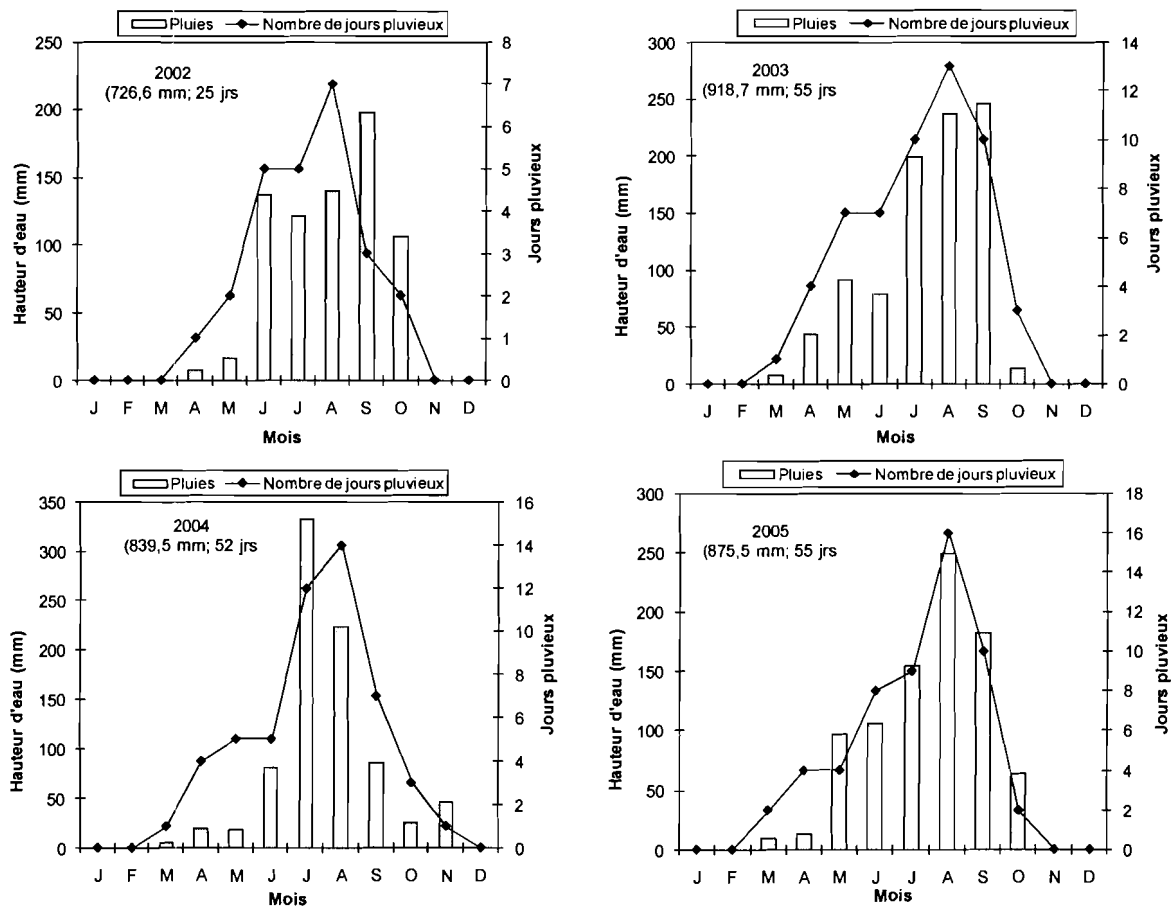 Pluies Nombre de jours pluvieux
2002
(726,6 mm; 25 jrs
Hauteur d'eau (mm)
250
200
150
100
50
0
8
7
6
5
4
3
2
1
0
Jours pluvieux
J F M A M J J A S O N D
Mois
Pluies Nombre de jours pluvieux
2003
(918,7 mm; 55 jrs
Hauteur d'eau (mm)
300
250
200
150
100
50
0
14
12
10
8
6
4
2
0
Jours pluvieux
J F M A M J J A S O N D
Mois
Pluies Nombre de jours pluvieux
2004
(839,5 mm; 52 jrs
Hauteur d'eau (mm)
350
300
250
200
150
100
50
0
16
14
12
10
8
6
4
2
0
Jours pluvieux
J F M A M J J A S O N D
Mois
Pluies Nombre de jours pluvieux
2005
(875,5 mm; 55 jrs
Hauteur d'eau (mm)
300
250
200
150
100
50
0
18
16
14
12
10
8
6
4
2
0
Jours pluvieux
J F M A M J J A S O N D
Mois